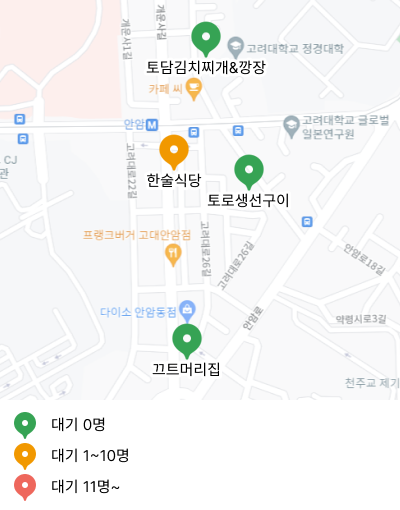 개운사1길
개운사길
고려대학교 정경대학
토담김치찌개&깡장
카페 씨
안암
고려대학교 글로벌
일본연구원
CJ
관
고려대로22길
한술식당
토로생선구이
프랭크버거 고대안암점
고려대로26길
고려대로26길
안암로18길
다이소 안암동점
안암로
약령시로3길
끄트머리집
천주교 제기
대기 0명
대기 1~10명
대기 11명~